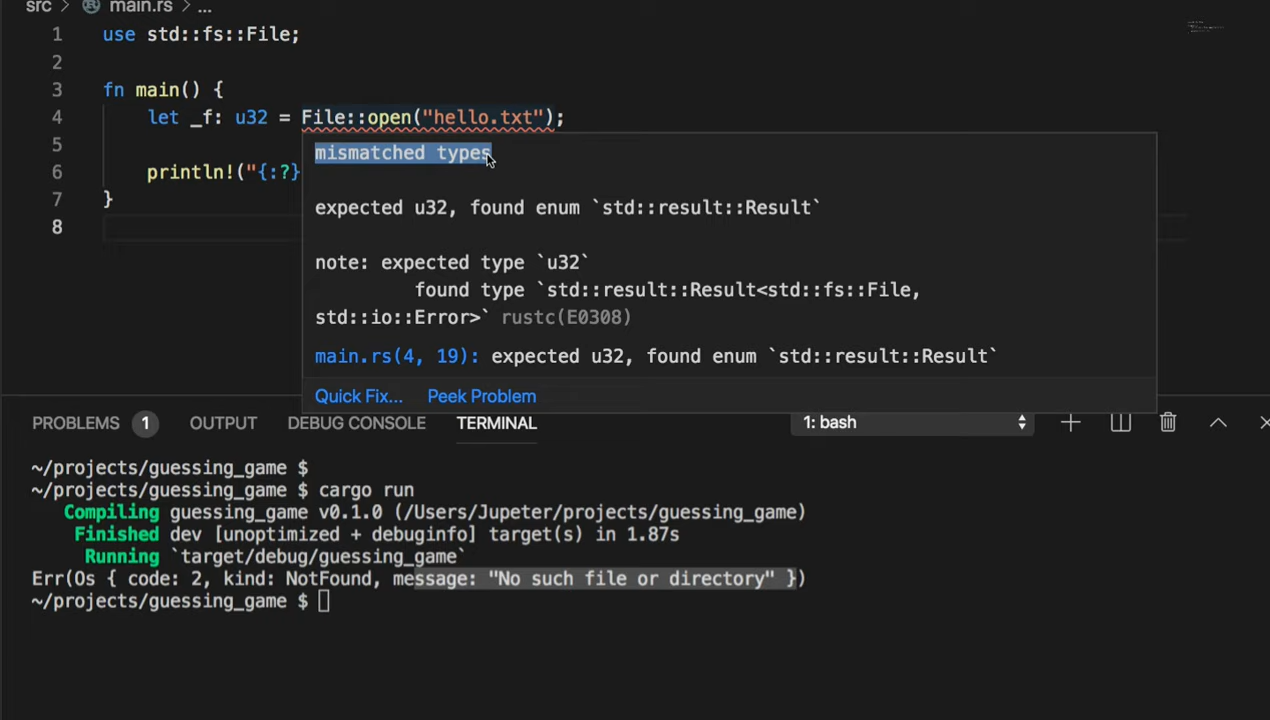 src > main.rs > ...
1 use std::fs::File;
2
3 fn main() {
4 let _f: u32 = File::open("hello.txt");
5
6 println!("{:?}
7 }
8
mismatched types
expected u32, found enum `std::result::Result`
note: expected type `u32`
found type `std::result::Result<std::fs::File,
std::io::Error>` rustc(E0308)
main.rs(4, 19): expected u32, found enum `std::result::Result`
Quick Fix... Peek Problem
PROBLEMS 1 OUTPUT DEBUG CONSOLE TERMINAL 1: bash
~/projects/guessing_game $
~/projects/guessing_game $ cargo run
Compiling guessing_game v0.1.0 (/Users/Jupeter/projects/guessing_game)
Finished dev [unoptimized + debuginfo] target(s) in 1.87s
Running `target/debug/guessing_game`
Err(Os { code: 2, kind: NotFound, message: "No such file or directory" })
~/projects/guessing_game $